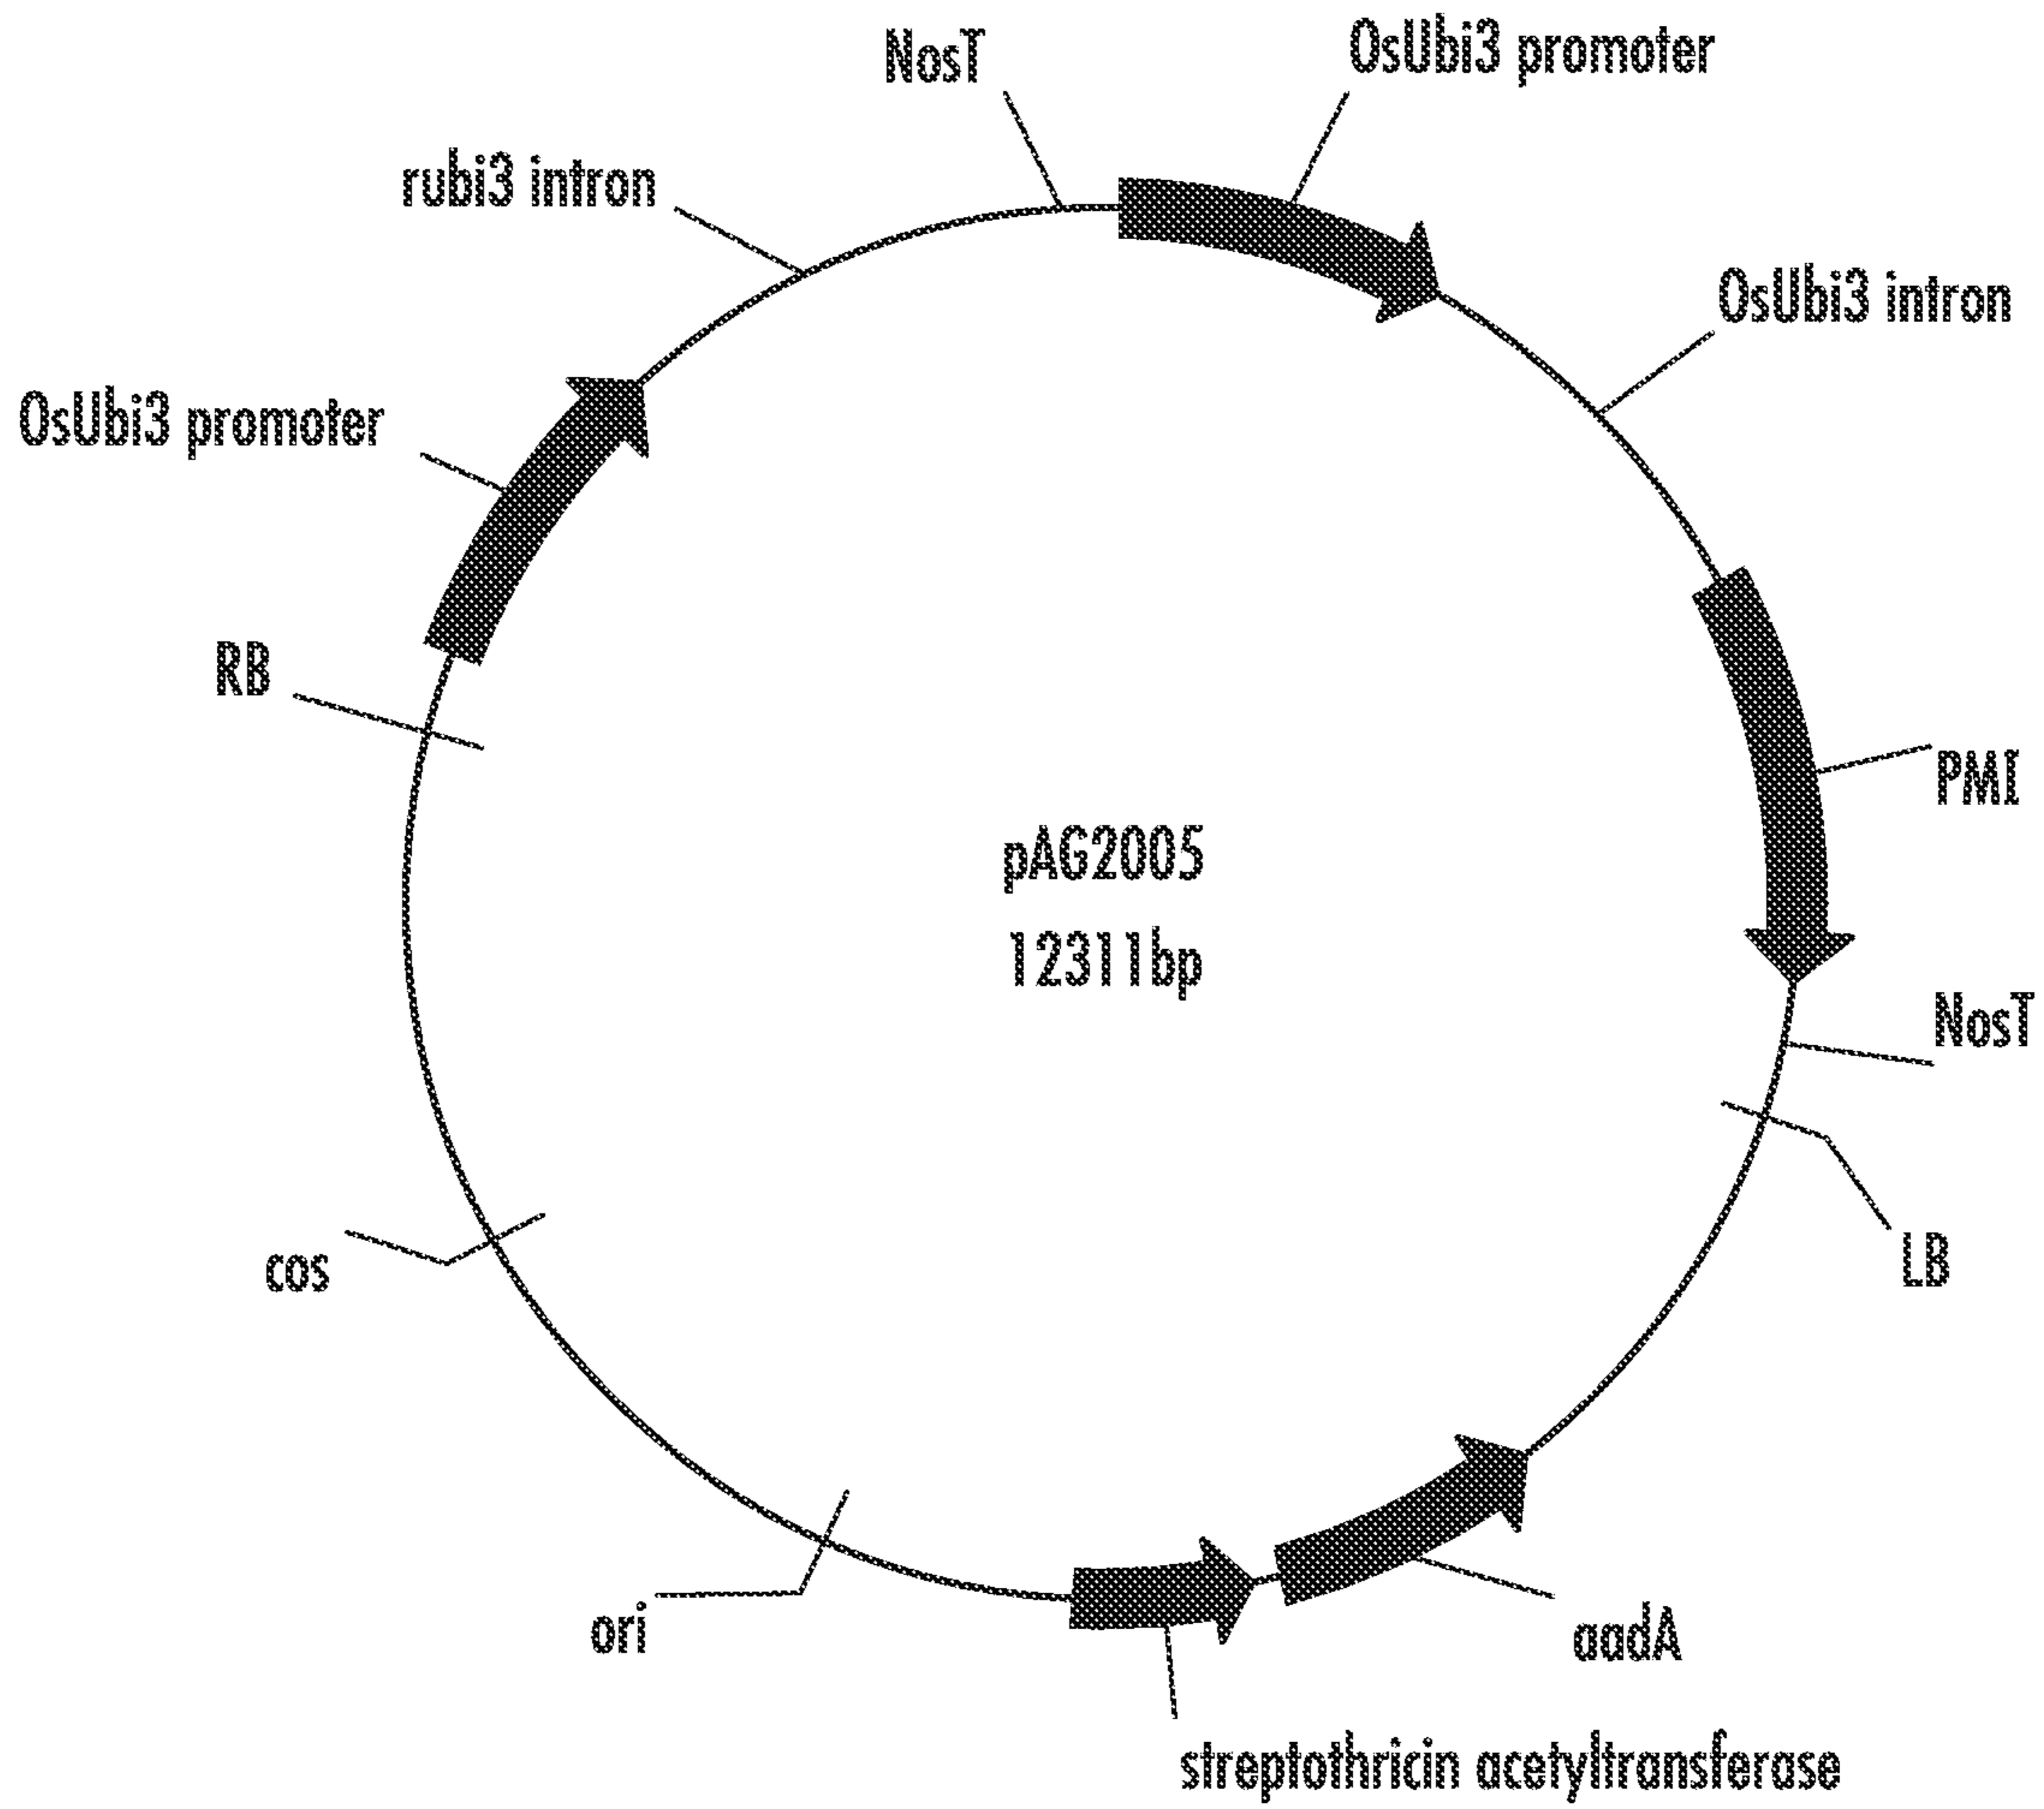 NosT
OsUbi3 promoter
rubi3 intron
OsUbi3 intron
OsUbi3 promoter
RB
PMI
pAG2005
12311bp
NosT
LB
cos
ori
aadA
streptothricin acetyltransferase